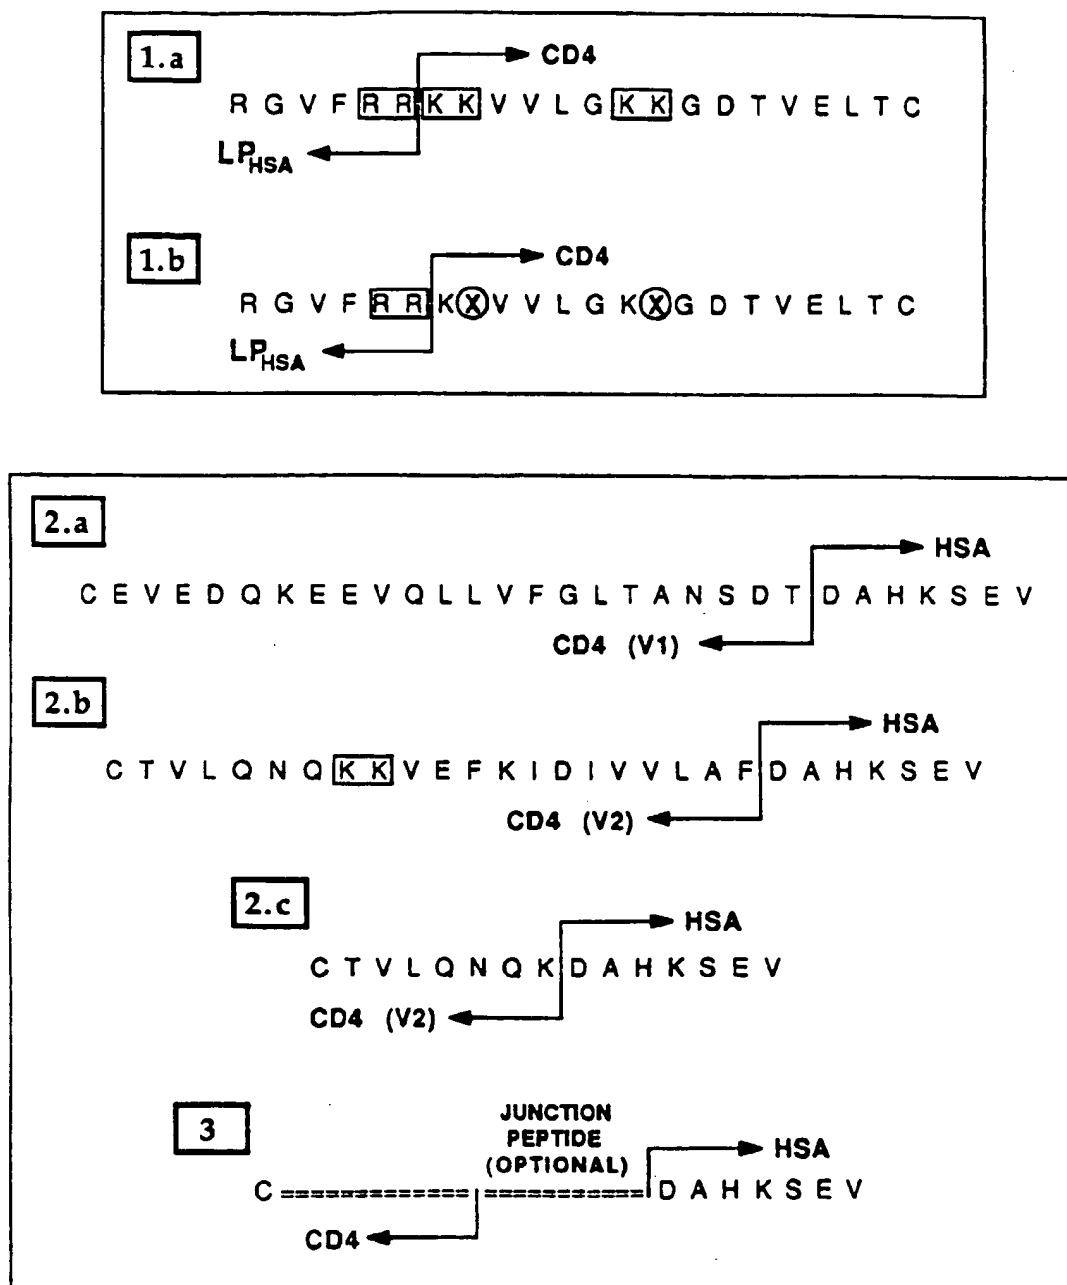 1.a
CD4
R G V F R R K K V V L G K K G D T V E L T C
LPHSA
1.b
CD4
R G V F R R K X V V L G K X G D T V E L T C
LPHSA
2.a
HSA
C E V E D Q K E E V Q L L V F G L T A N S D T D A H K S E V
CD4 (V1)
2.b
HSA
C T V L Q N Q K K V E F K I D I V V L A F D A H K S E V
CD4 (V2)
2.c
HSA
C T V L Q N Q K D A H K S E V
CD4 (V2)
3
JUNCTION
PEPTIDE
(OPTIONAL)
HSA
C ============= =========== D A H K S E V
CD4